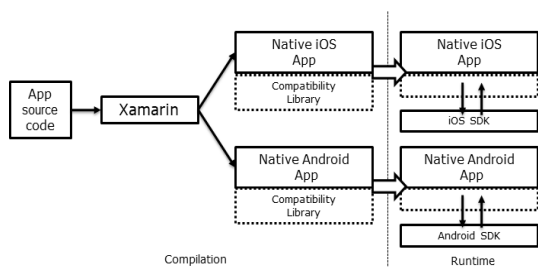 App
source
code
Xamarin
Native iOS
App
Compatibility
Library
Native iOS
App
iOS SDK
Native Android
App
Compatibility
Library
Native Android
App
Android SDK
Compilation
Runtime